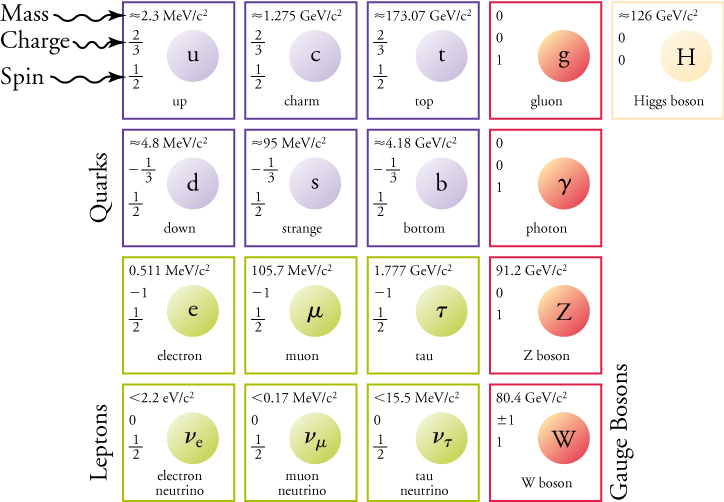 Mass
Charge
Spin
≈2.3 MeV/c²
2/3
1/2
u
up
≈1.275 GeV/c²
2/3
1/2
c
charm
≈173.07 GeV/c²
2/3
1/2
t
top
0
0
1
g
gluon
≈126 GeV/c²
0
0
H
Higgs boson
Quarks
≈4.8 MeV/c²
−1/3
1/2
d
down
≈95 MeV/c²
−1/3
1/2
s
strange
≈4.18 GeV/c²
−1/3
1/2
b
bottom
0
0
1
γ
photon
Leptons
0.511 MeV/c²
−1
1/2
e
electron
105.7 MeV/c²
−1
1/2
μ
muon
1.777 GeV/c²
−1
1/2
τ
tau
91.2 GeV/c²
0
1
Z
Z boson
<2.2 eV/c²
0
1/2
νe
electron
neutrino
<0.17 MeV/c²
0
1/2
νμ
muon
neutrino
<15.5 MeV/c²
0
1/2
ντ
tau
neutrino
80.4 GeV/c²
±1
1
W
W boson
Gauge Bosons